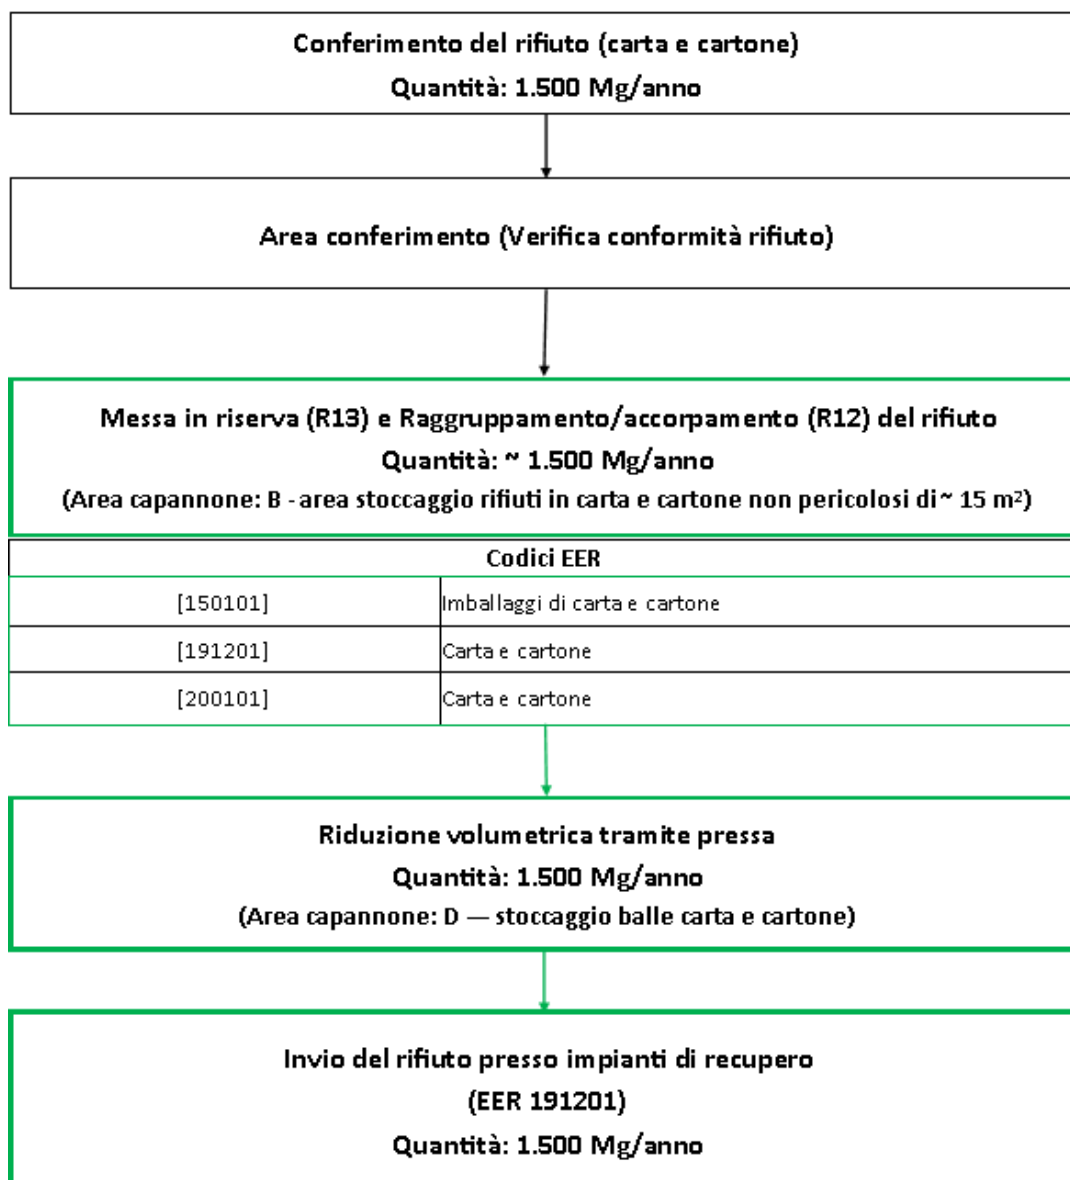 Conferimento del rifiuto (carta e cartone)
Quantità: 1.500 Mg/anno
Area conferimento (Verifica conformità rifiuto)
Messa in riserva (R13) e Raggruppamento/accorpamento (R12) del rifiuto
Quantità: ~ 1.500 Mg/anno
(Area capannone: B - area stoccaggio rifiuti in carta e cartone non pericolosi di ~ 15 m²)
Codici EER
[150101] Imballaggi di carta e cartone
[191201] Carta e cartone
[200101] Carta e cartone
Riduzione volumetrica tramite pressa
Quantità: 1.500 Mg/anno
(Area capannone: D — stoccaggio balle carta e cartone)
Invio del rifiuto presso impianti di recupero
(EER 191201)
Quantità: 1.500 Mg/anno